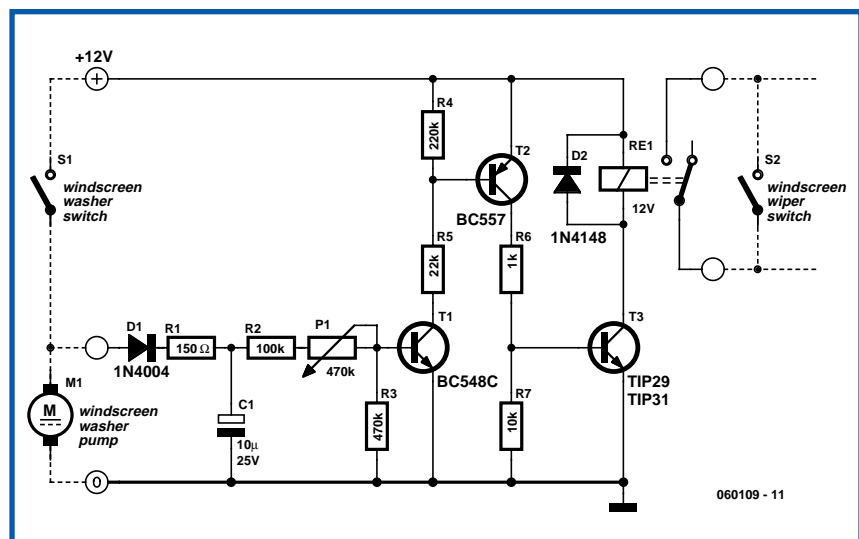 +12V
S1
windscreen
washer
switch
D1
1N4004
R1
150 Ω
R2
100k
P1
470k
C1
10µ
25V
M1
M
windscreen
washer
pump
0
R3
470k
R4
220k
R5
22k
T1
BC548C
T2
BC557
R6
1k
R7
10k
D2
1N4148
RE1
12V
T3
TIP29
TIP31
S2
windscreen
wiper
switch
060109 - 11